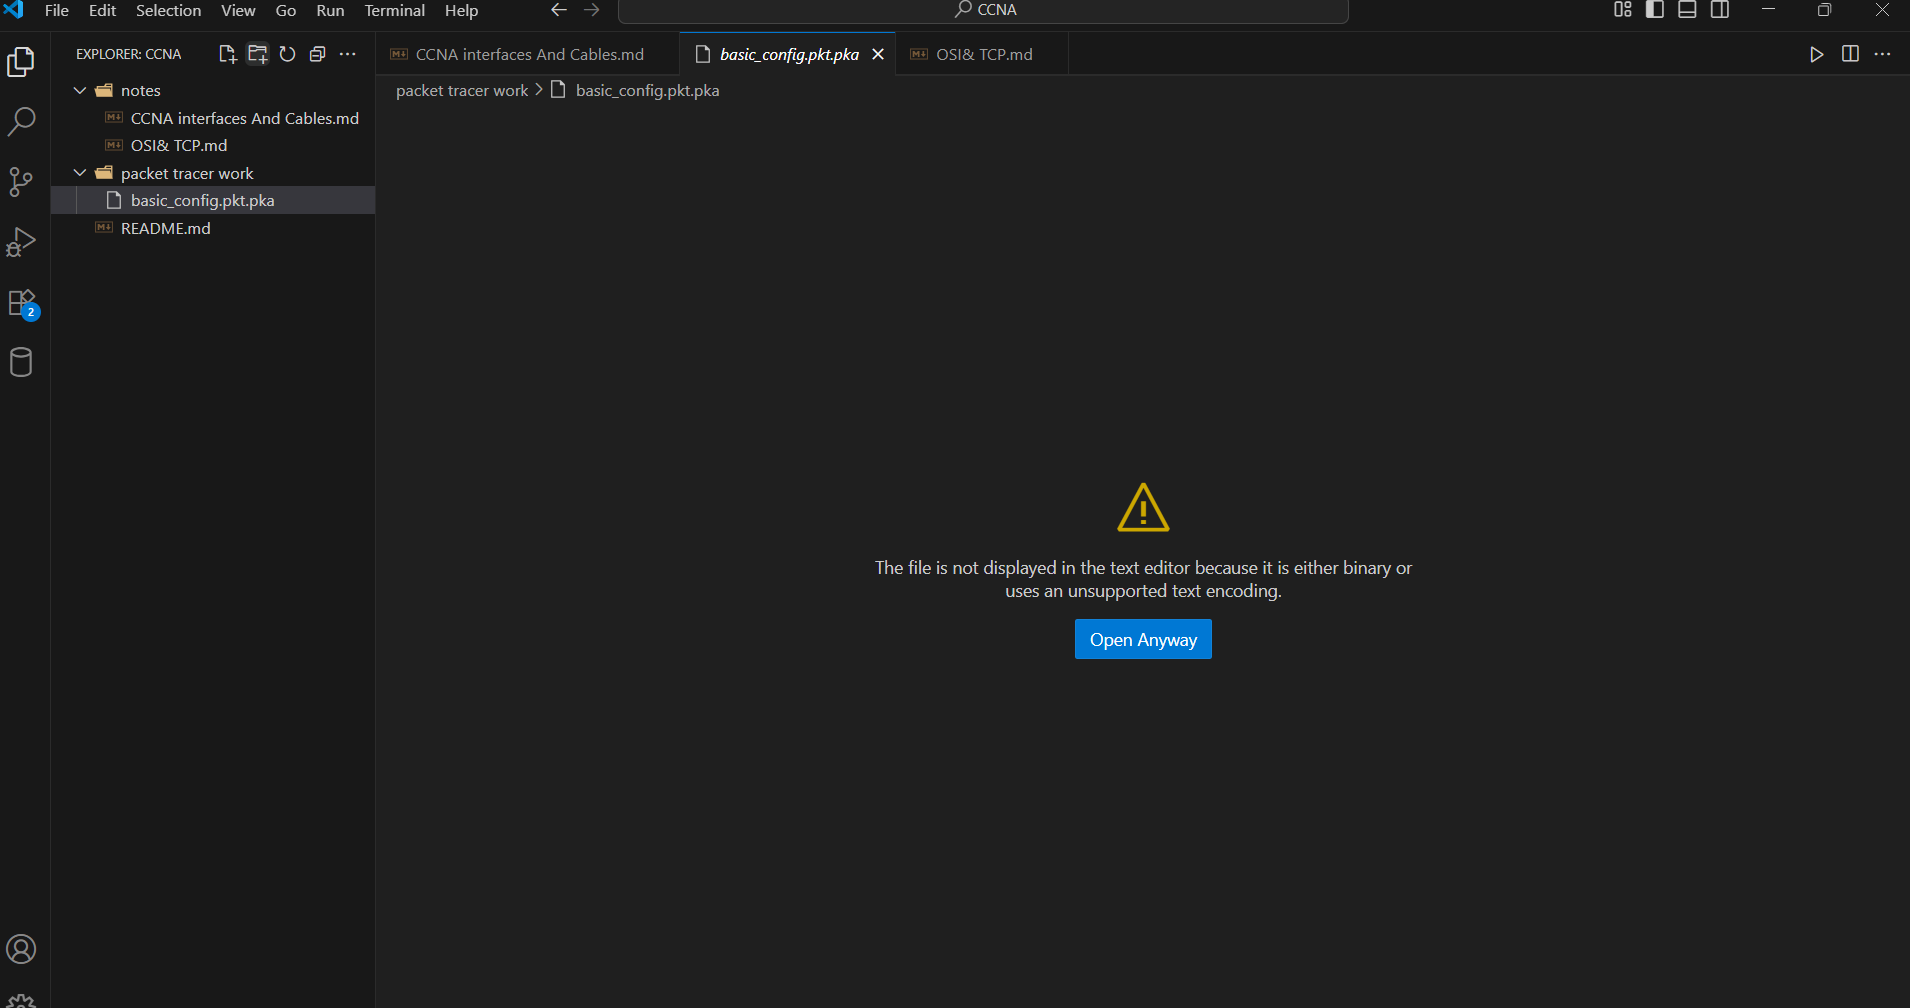 File Edit Selection View Go Run Terminal Help
CCNA
EXPLORER: CCNA
notes
CCNA interfaces And Cables.md
OSI& TCP.md
packet tracer work
basic_config.pkt.pka
README.md
2
CCNA interfaces And Cables.md
basic_config.pkt.pka
OSI& TCP.md
packet tracer work > basic_config.pkt.pka
The file is not displayed in the text editor because it is either binary or
uses an unsupported text encoding.
Open Anyway